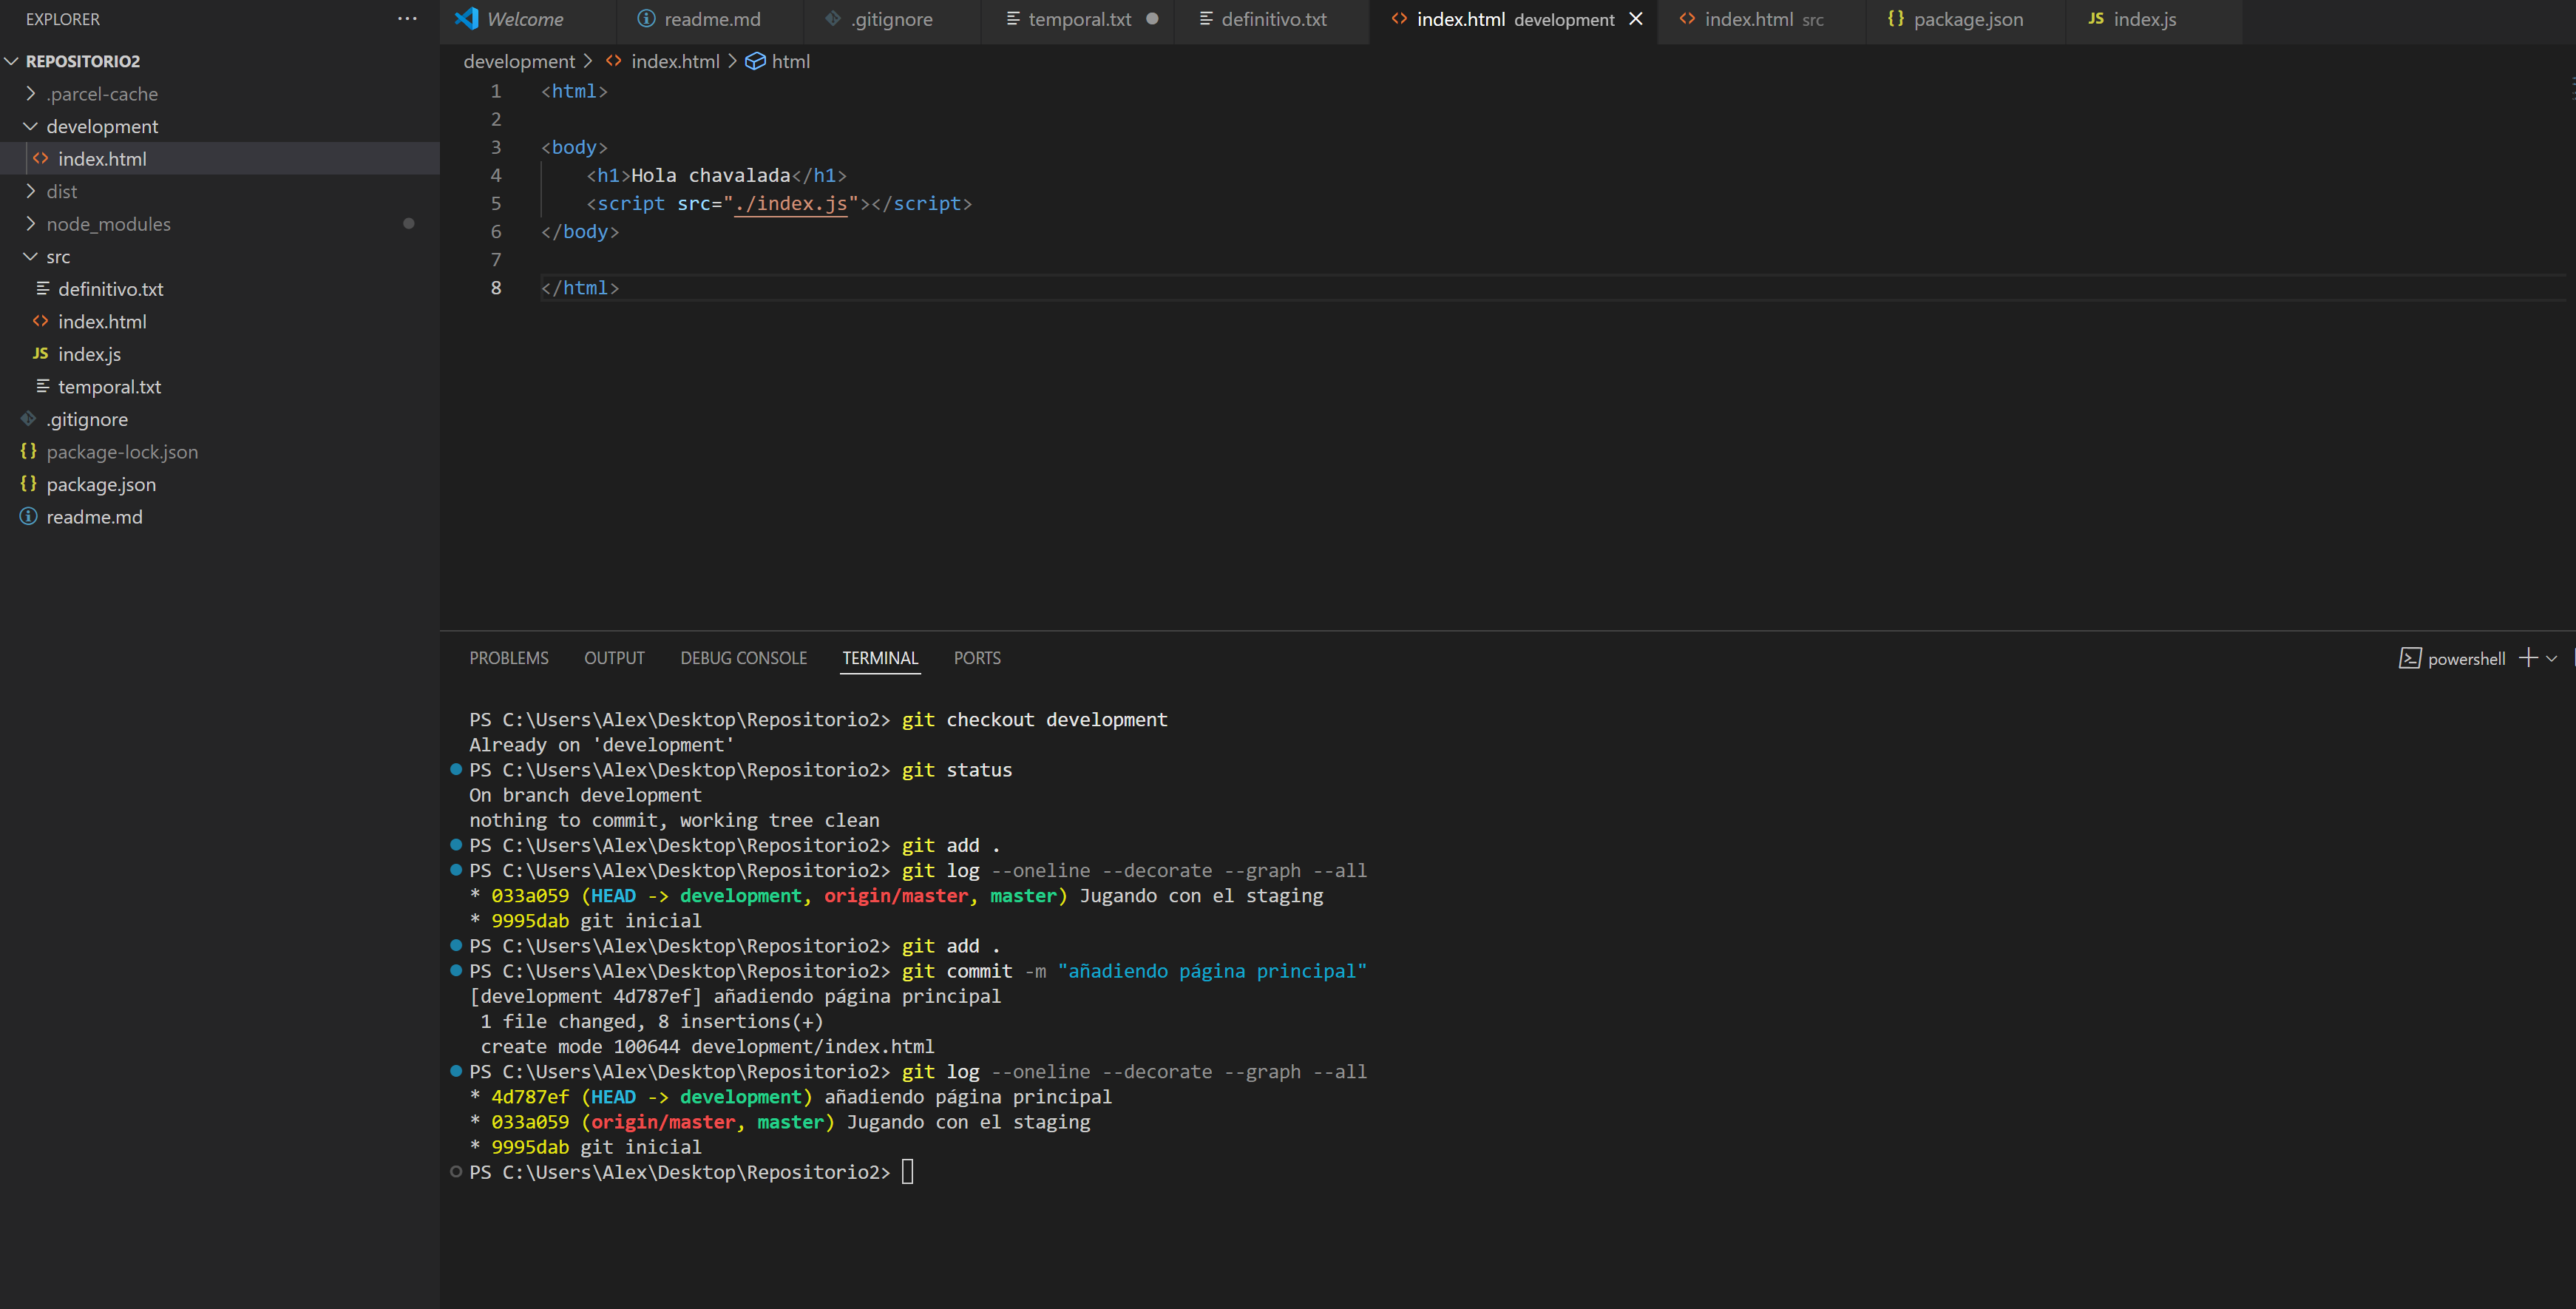 EXPLORER
REPOSITORIO2
.parcel-cache
development
index.html
dist
node_modules
src
definitivo.txt
index.html
index.js
temporal.txt
.gitignore
package-lock.json
package.json
readme.md
Welcome readme.md .gitignore temporal.txt definitivo.txt index.html development index.html src package.json index.js
development > index.html > html
1 <html>
2
3 <body>
4 <h1>Hola chavalada</h1>
5 <script src="./index.js"></script>
6 </body>
7
8 </html>
PROBLEMS OUTPUT DEBUG CONSOLE TERMINAL PORTS
powershell
PS C:\Users\Alex\Desktop\Repositorio2> git checkout development
Already on 'development'
PS C:\Users\Alex\Desktop\Repositorio2> git status
On branch development
nothing to commit, working tree clean
PS C:\Users\Alex\Desktop\Repositorio2> git add .
PS C:\Users\Alex\Desktop\Repositorio2> git log --oneline --decorate --graph --all
* 033a059 (HEAD -> development, origin/master, master) Jugando con el staging
* 9995dab git inicial
PS C:\Users\Alex\Desktop\Repositorio2> git add .
PS C:\Users\Alex\Desktop\Repositorio2> git commit -m "añadiendo página principal"
[development 4d787ef] añadiendo página principal
1 file changed, 8 insertions(+)
create mode 100644 development/index.html
PS C:\Users\Alex\Desktop\Repositorio2> git log --oneline --decorate --graph --all
* 4d787ef (HEAD -> development) añadiendo página principal
* 033a059 (origin/master, master) Jugando con el staging
* 9995dab git inicial
PS C:\Users\Alex\Desktop\Repositorio2>